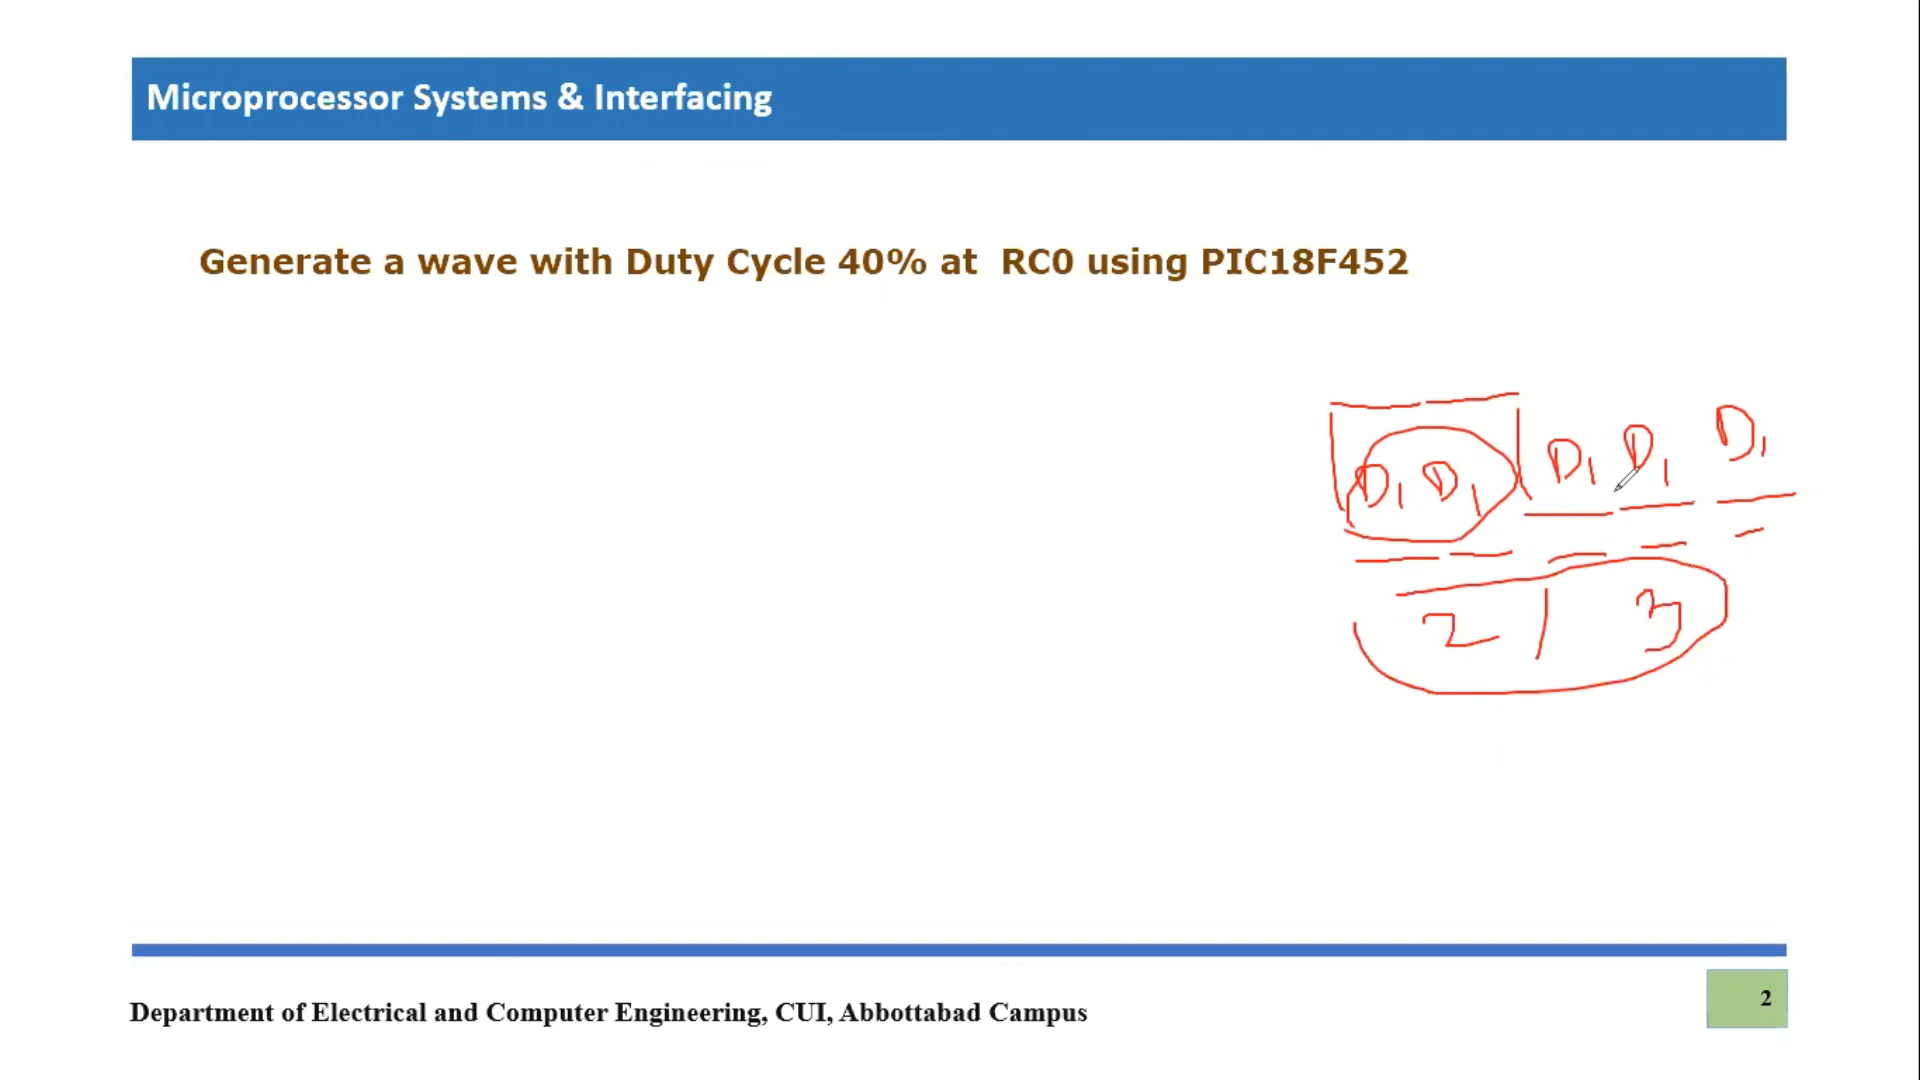 Microprocessor Systems & Interfacing
Generate a wave with Duty Cycle 40% at RC0 using PIC18F452
D1 D1 D1 D1 D1
2 | 3
Department of Electrical and Computer Engineering, CUI, Abbottabad Campus
2